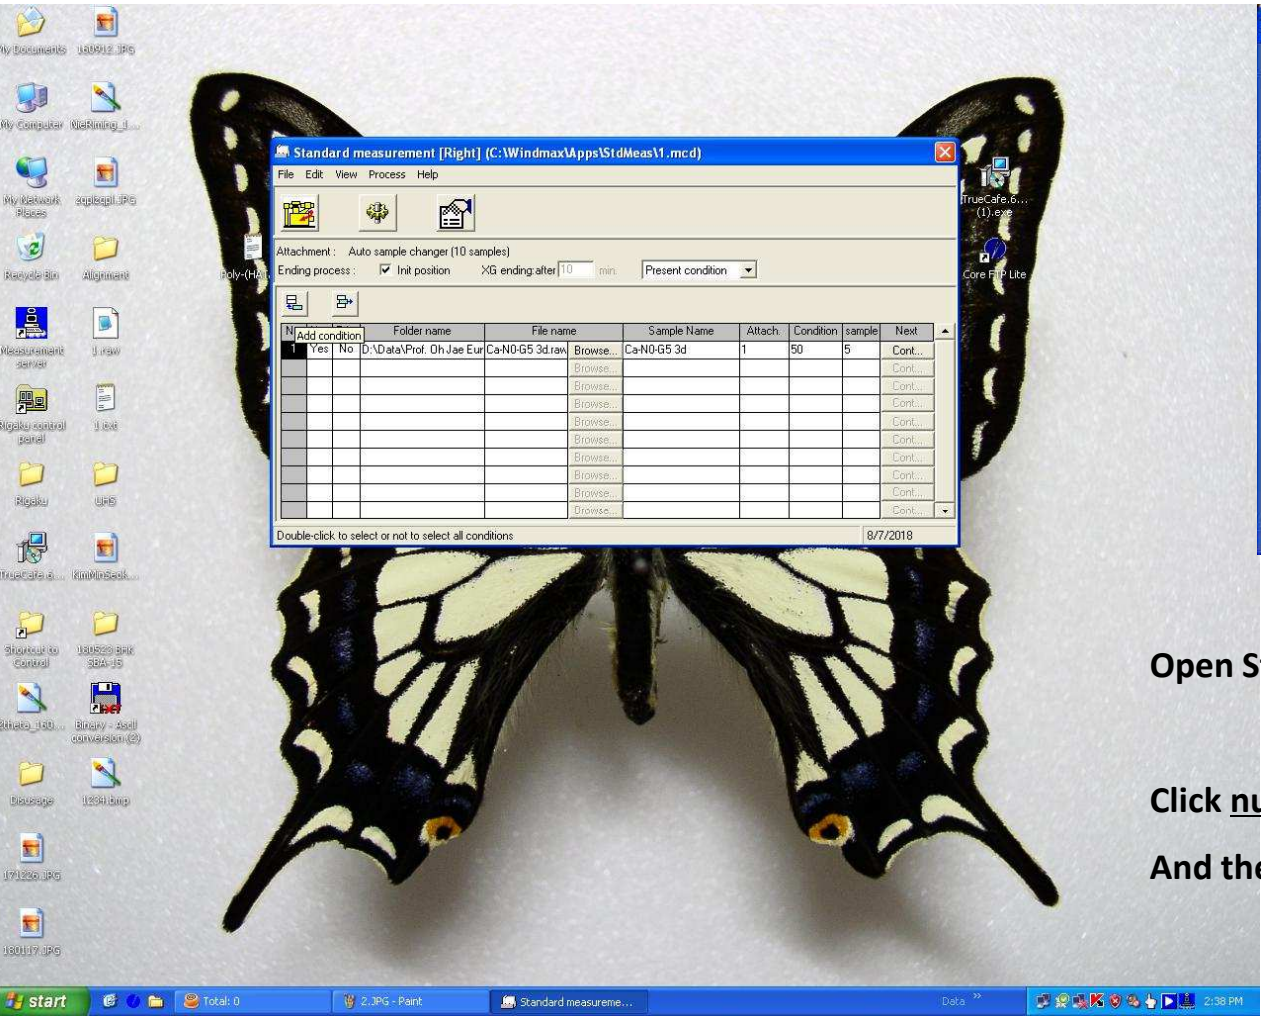 My Documents
160912.JPG
My Computer
NieRiming_1....
My Network
Places
zqplzqpl.JPG
Recycle Bin
Alignment
Measurement
server
1.raw
Rigaku control
panel
1.txt
Rigaku
UFS
TrueCafe.6....
KimMinSeok....
Shortcut to
Control
180523 BHK
SBA-15
2theta_160...
Binary - Ascii
conversion (2)
1234.bmp
171226.JPG
180117.JPG
Poly-(HA
TrueCafe.6...
(1).exe
Core FTP Lite
Standard measurement [Right] (C:\Windmax\Apps\StdMeas\1.mcd)
File Edit View Process Help
Attachment : Auto sample changer (10 samples)
Ending process : Init position XG ending:after 10 min. Present condition
Add condition
N Folder name File name Sample Name Attach. Condition sample Next
1 Yes No D:\Data\Prof. Oh Jae Eur Ca-N0-G5 3d.raw Browse... Ca-N0-G5 3d 1 50 5 Cont...
Browse... Cont...
Browse... Cont...
Browse... Cont...
Browse... Cont...
Browse... Cont...
Browse... Cont...
Browse... Cont...
Browse... Cont...
Browse... Cont...
Double-click to select or not to select all conditions 8/7/2018
Open S
Click nu
And the
start Total: 0 2.JPG - Paint Standard measureme... Data » 2:38 PM